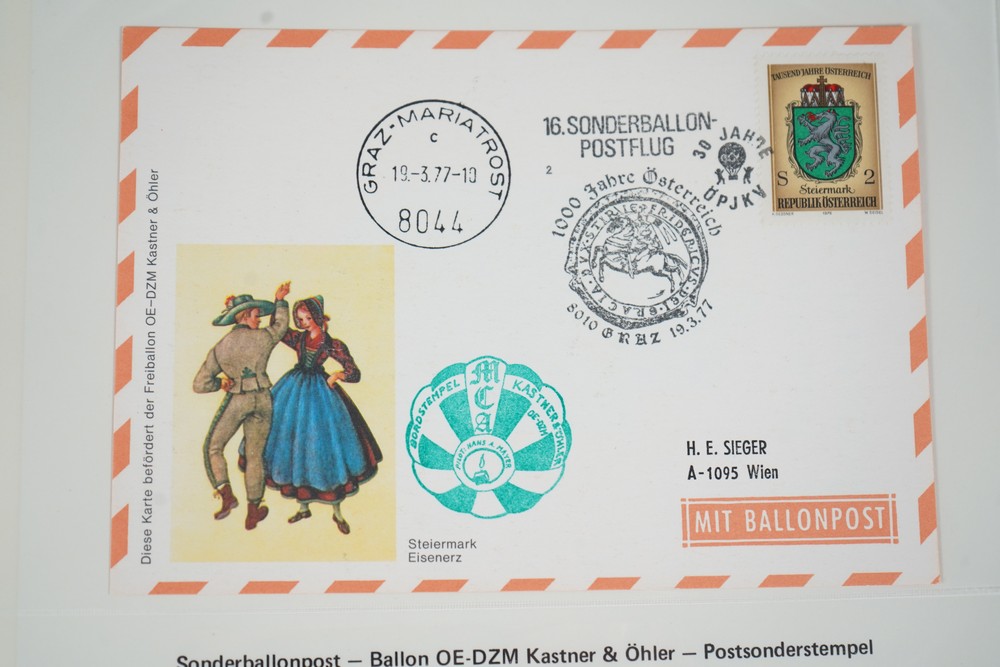 Diese Karte befördert der Freiballon OE-DZM Kastner & Öhler
GRAZ-MARIATROST
c
19.-3.77-10
8044
16.SONDERBALLON-
POSTFLUG
2
30 JAHRE
ÖPJKV
TAUSEND JAHRE ÖSTERREICH
S 2
Steiermark
REPUBLIK ÖSTERREICH
1976
1000 Jahre Österreich
8010 GRAZ 19.3.77
BORDSTEMPEL
MCA
KASTNER & ÖHLER
OE-DZM
PILOT: HANS A. MAYER
Steiermark
Eisenerz
H. E. SIEGER
A-1095 Wien
MIT BALLONPOST
Sonderballonpost – Ballon OE-DZM Kastner & Öhler – Postsonderstempel